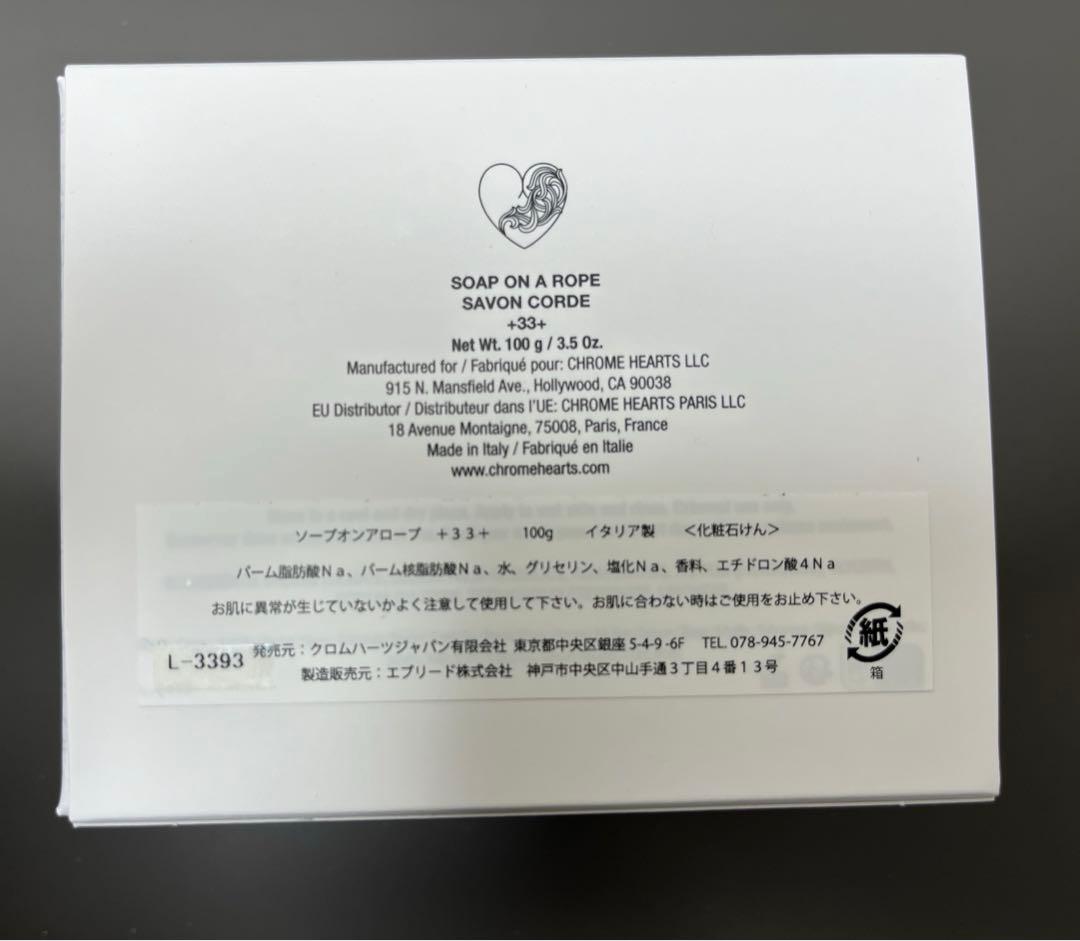 SOAP ON A ROPE
SAVON CORDE
+33+
Net Wt. 100 g / 3.5 Oz.
Manufactured for / Fabriqué pour: CHROME HEARTS LLC
915 N. Mansfield Ave., Hollywood, CA 90038
EU Distributor / Distributeur dans l'UE: CHROME HEARTS PARIS LLC
18 Avenue Montaigne, 75008, Paris, France
Made in Italy / Fabriqué en Italie
www.chromehearts.com
ソープオンアロープ +33+ 100g イタリア製 <化粧石けん>
パーム脂肪酸Na、パーム核脂肪酸Na、水、グリセリン、塩化Na、香料、エチドロン酸4Na
お肌に異常が生じていないかよく注意して使用して下さい。お肌に合わない時はご使用をお止め下さい。
発売元：クロムハーツジャパン有限会社 東京都中央区銀座 5-4-9-6F TEL. 078-945-7767
L-3393
製造販売元：エブリード株式会社 神戸市中央区中山手通3丁目4番13号
紙
箱